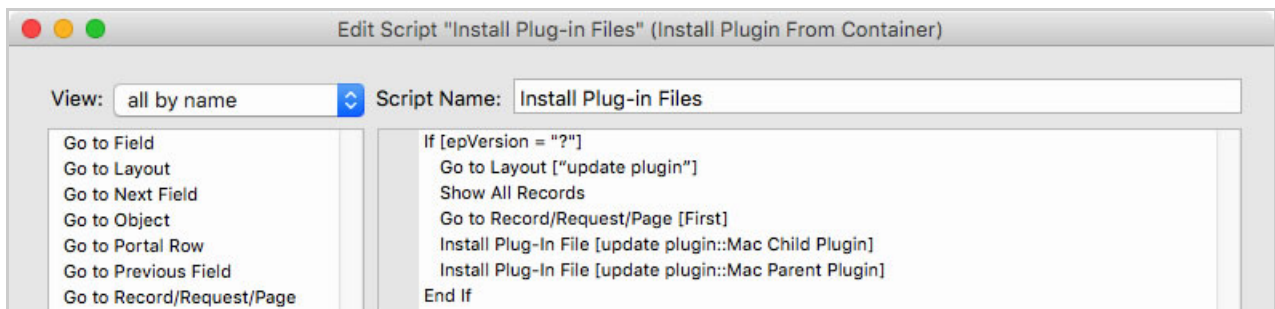 Edit Script "Install Plug-in Files" (Install Plugin From Container)
View: all by name Script Name: Install Plug-in Files
Go to Field
Go to Layout
Go to Next Field
Go to Object
Go to Portal Row
Go to Previous Field
Go to Record/Request/Page
If [epVersion = "?"]
Go to Layout [“update plugin”]
Show All Records
Go to Record/Request/Page [First]
Install Plug-In File [update plugin::Mac Child Plugin]
Install Plug-In File [update plugin::Mac Parent Plugin]
End If